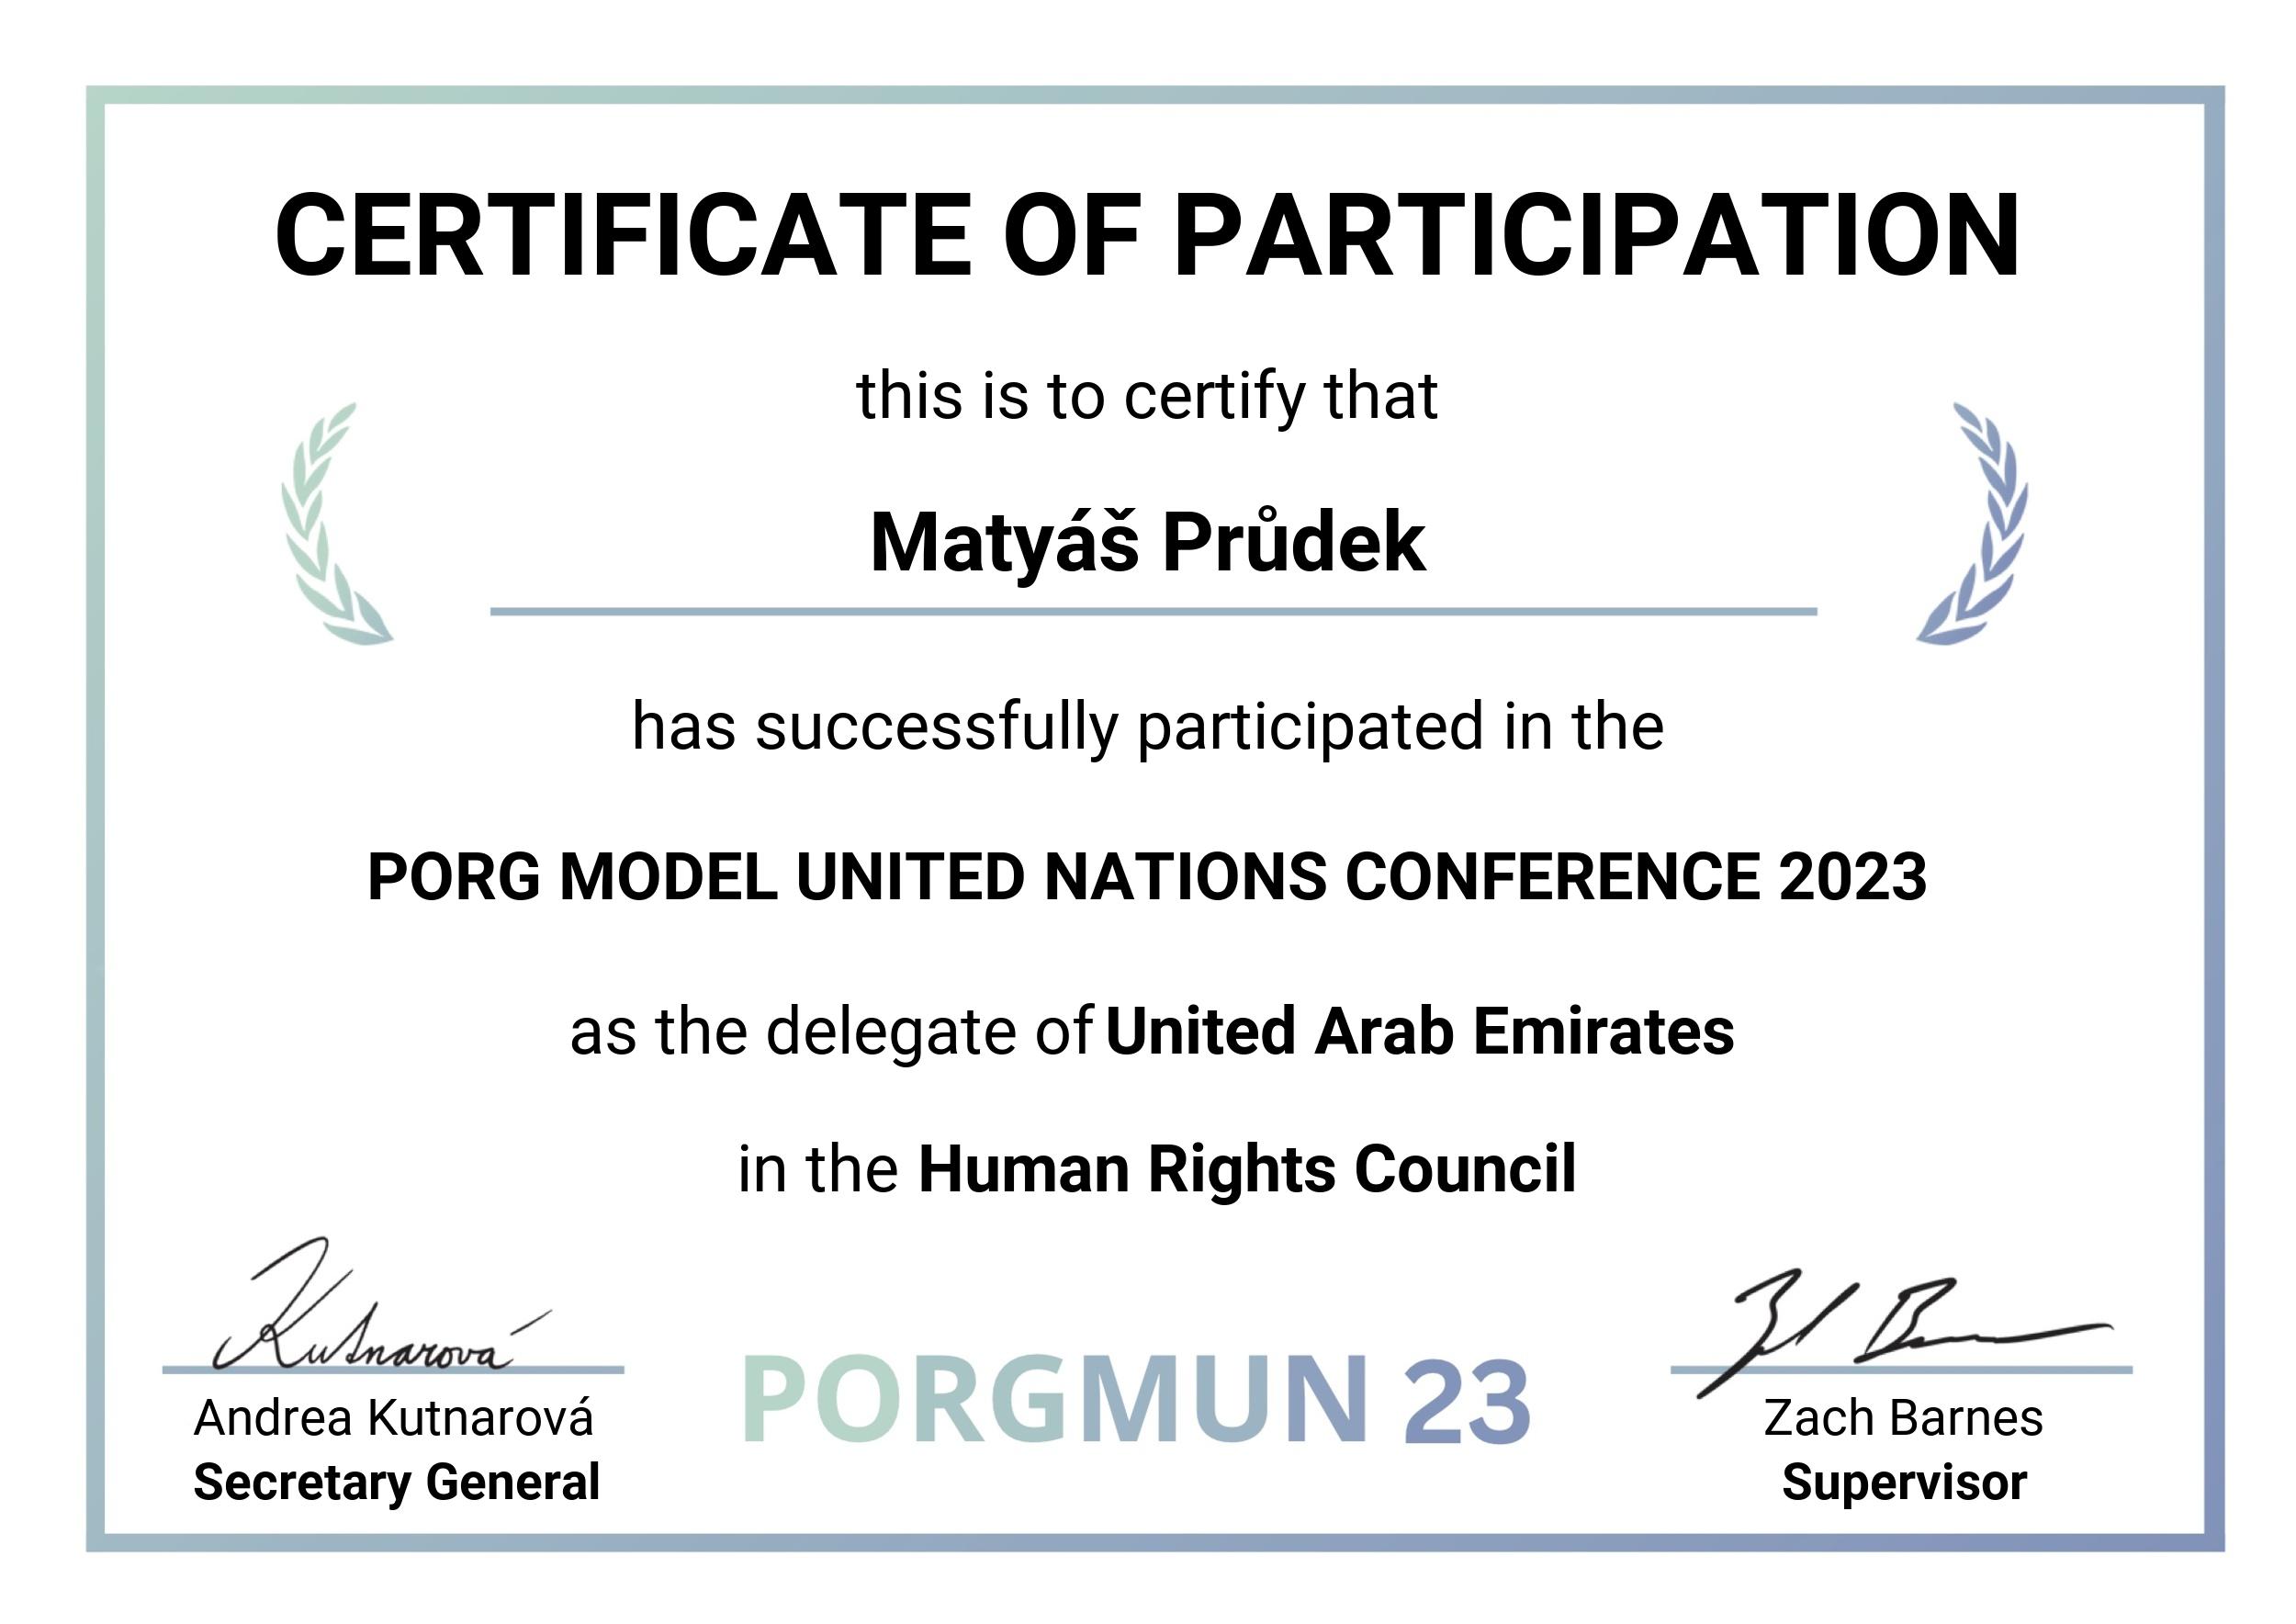 CERTIFICATE OF PARTICIPATION
this is to certify that
Matyáš Průdek
has successfully participated in the
PORG MODEL UNITED NATIONS CONFERENCE 2023
as the delegate of United Arab Emirates
in the Human Rights Council
Kutnarová
Andrea Kutnarová
Secretary General
PORGMUN 23
Zach Barnes
Supervisor